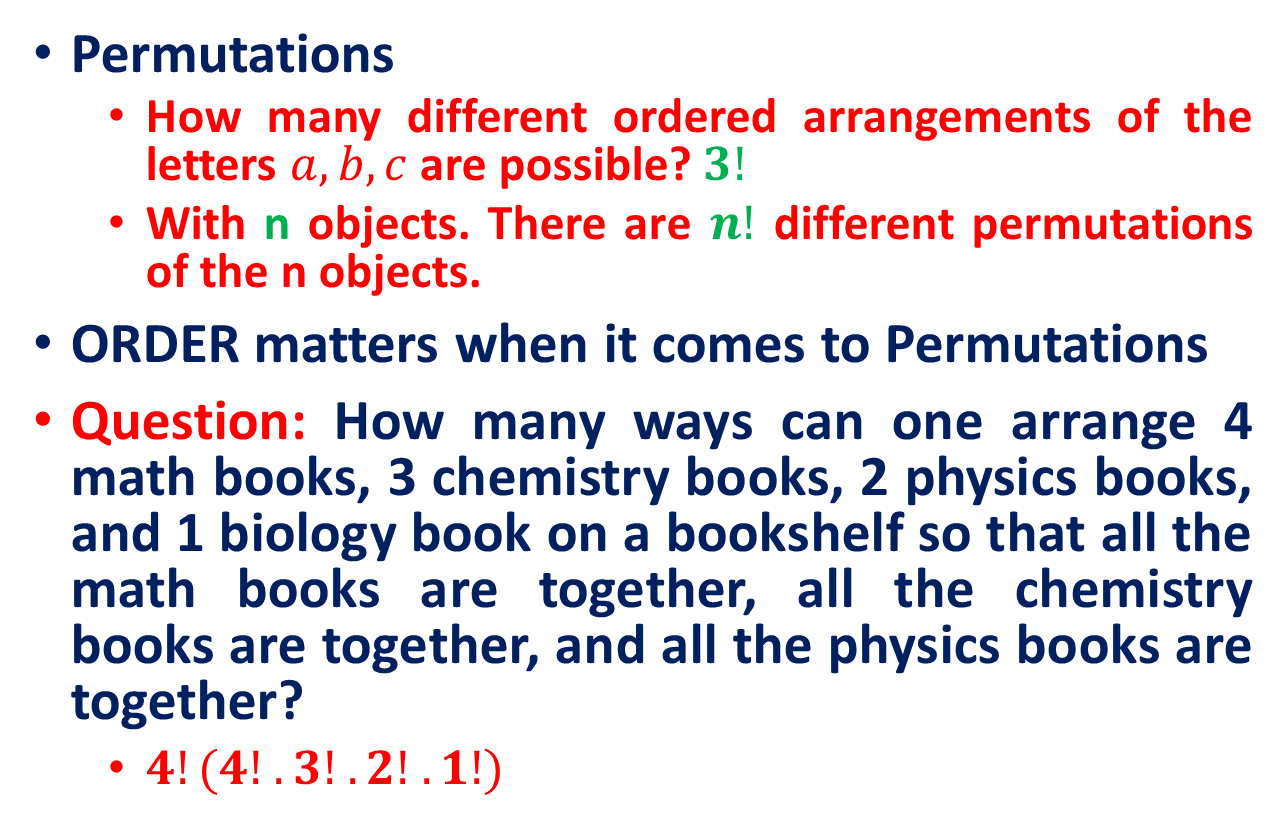 • Permutations
• How many different ordered arrangements of the
letters a, b, c are possible? 3!
• With n objects. There are n! different permutations
of the n objects.
• ORDER matters when it comes to Permutations
• Question: How many ways can one arrange 4
math books, 3 chemistry books, 2 physics books,
and 1 biology book on a bookshelf so that all the
math books are together, all the chemistry
books are together, and all the physics books are
together?
• 4! (4! . 3! . 2! . 1!)